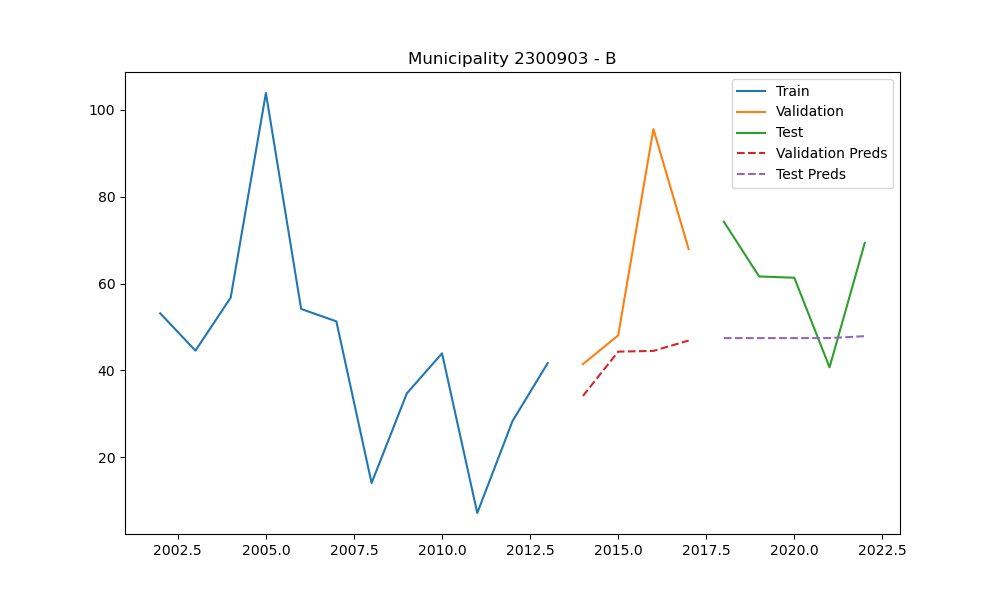 Municipality 2300903 - B
Train
Validation
Test
Validation Preds
Test Preds
100
80
60
40
20
2002.5 2005.0 2007.5 2010.0 2012.5 2015.0 2017.5 2020.0 2022.5